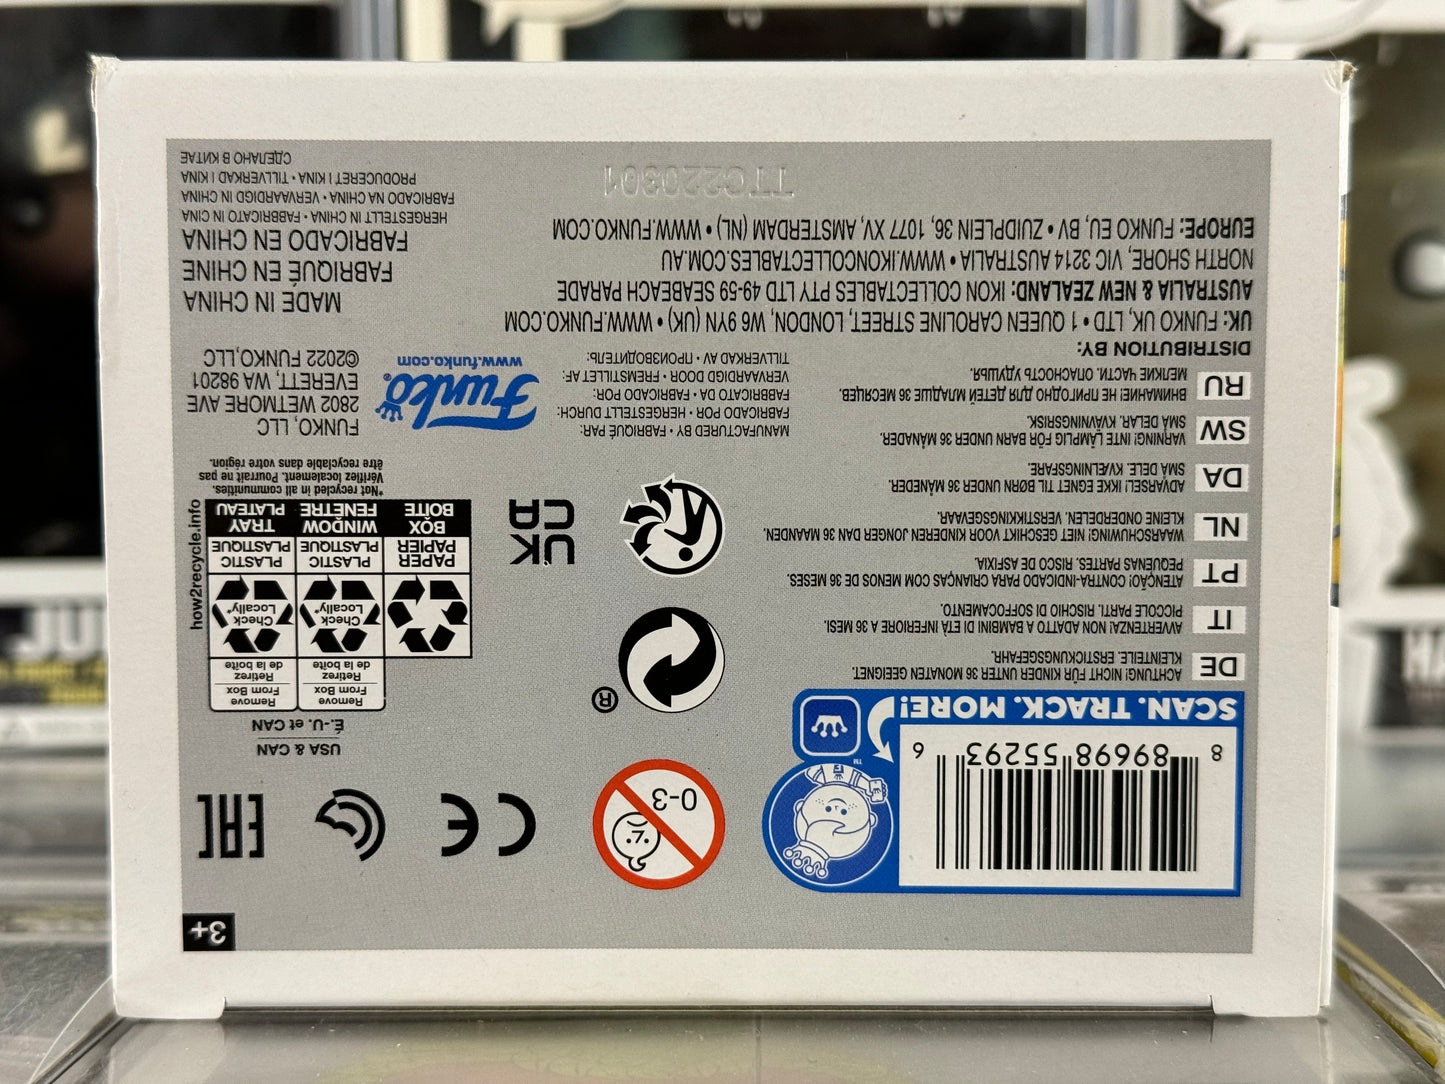 3+
SCAN. TRACK. MORE!
8 89698 55293 6
TM
0-3
CE
EAC
DE ACHTUNG! NICHT FÜR KINDER UNTER 36 MONATEN GEEIGNET.
KLEINTEILE. ERSTICKUNGSGEFAHR.
IT AVVERTENZA! NON ADATTO A BAMBINI DI ETÀ INFERIORE A 36 MESI.
PICCOLE PARTI. RISCHIO DI SOFFOCAMENTO.
PT ATENÇÃO! CONTRA-INDICADO PARA CRIANÇAS COM MENOS DE 36 MESES.
PEQUENAS PARTES. RISCO DE ASFIXIA.
NL WAARSCHUWING! NIET GESCHIKT VOOR KINDEREN JONGER DAN 36 MAANDEN.
KLEINE ONDERDELEN. VERSTIKKINGSGEVAAR.
DA ADVARSEL! IKKE EGNET TIL BØRN UNDER 36 MÅNEDER.
SMÅ DELE. KVÆLNINGSFARE.
SW VARNING! INTE LÄMPLIG FÖR BARN UNDER 36 MÅNADER.
SMÅ DELAR. KVÄVNINGSRISK.
RU ВНИМАНИЕ! НЕ ПРИГОДНО ДЛЯ ДЕТЕЙ МЛАДШЕ 36 МЕСЯЦЕВ.
МЕЛКИЕ ЧАСТИ. ОПАСНОСТЬ УДУШЬЯ.
®
UK
CA
USA & CAN
É.-U. et CAN
Remove From Box
Retirez de la boîte
Remove From Box
Retirez de la boîte
Check Locally*
Check Locally*
PAPER
PAPIER
BOX
BOÎTE
PLASTIC
PLASTIQUE
WINDOW
FENÊTRE
PLASTIC
PLASTIQUE
TRAY
PLATEAU
how2recycle.info
*Not recycled in all communities.
Vérifiez localement. Pourrait ne pas
être recyclable dans votre région.
MANUFACTURED BY • FABRIQUÉ PAR:
FABRICADO POR • HERGESTELLT DURCH:
FABBRICATO DA • FABRICADO POR:
VERVAARDIGD DOOR • FREMSTILLET AF:
TILLVERKAD AV • ПРОИЗВОДИТЕЛЬ:
Funko®
www.funko.com
FUNKO, LLC
2802 WETMORE AVE
EVERETT, WA 98201
©2022 FUNKO,LLC
DISTRIBUTION BY:
UK: FUNKO UK, LTD • 1 QUEEN CAROLINE STREET, LONDON, W6 9YN (UK) • WWW.FUNKO.COM
AUSTRALIA & NEW ZEALAND: IKON COLLECTABLES PTY LTD 49-59 SEABEACH PARADE
NORTH SHORE, VIC 3214 AUSTRALIA • WWW.IKONCOLLECTABLES.COM.AU
EUROPE: FUNKO EU, BV • ZUIDPLEIN 36, 1077 XV, AMSTERDAM (NL) • WWW.FUNKO.COM
MADE IN CHINA
FABRIQUÉ EN CHINE
FABRICADO EN CHINA
HERGESTELLT IN CHINA • FABBRICATO IN CINA
FABRICADO NA CHINA • VERVAARDIGD IN CHINA
PRODUCERET I KINA • TILLVERKAD I KINA
СДЕЛАНО В КИТАЕ
TTC220301
JU
HA